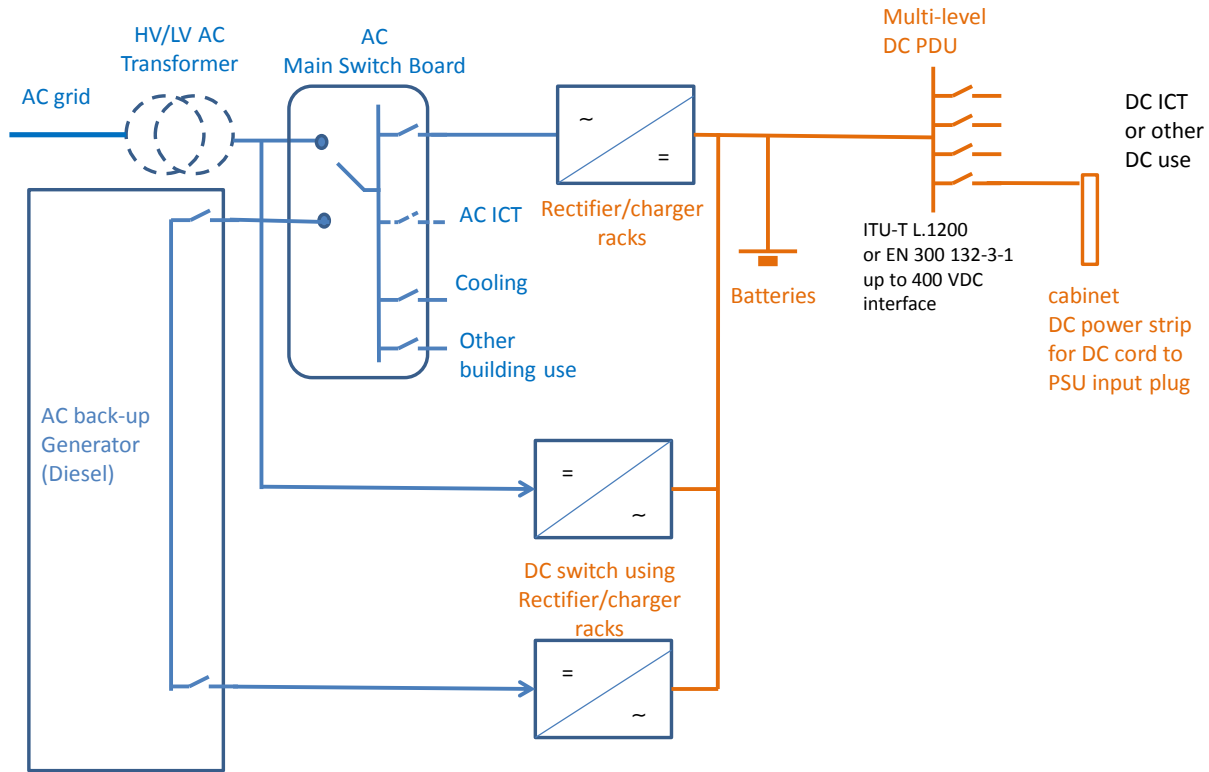 HV/LV AC
Transformer
AC
Main Switch Board
Multi-level
DC PDU
AC grid
~
=
DC ICT
or other
DC use
AC ICT
Rectifier/charger
racks
ITU-T L.1200
or EN 300 132-3-1
up to 400 VDC
interface
Cooling
Batteries
cabinet
DC power strip
for DC cord to
PSU input plug
Other
building use
AC back-up
Generator
(Diesel)
=
~
DC switch using
Rectifier/charger
racks
=
~